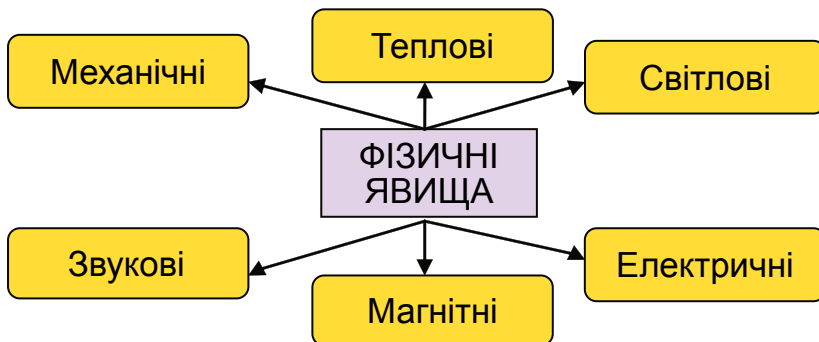 Механічні
Теплові
Світлові
ФІЗИЧНІ
ЯВИЩА
Звукові
Магнітні
Електричні